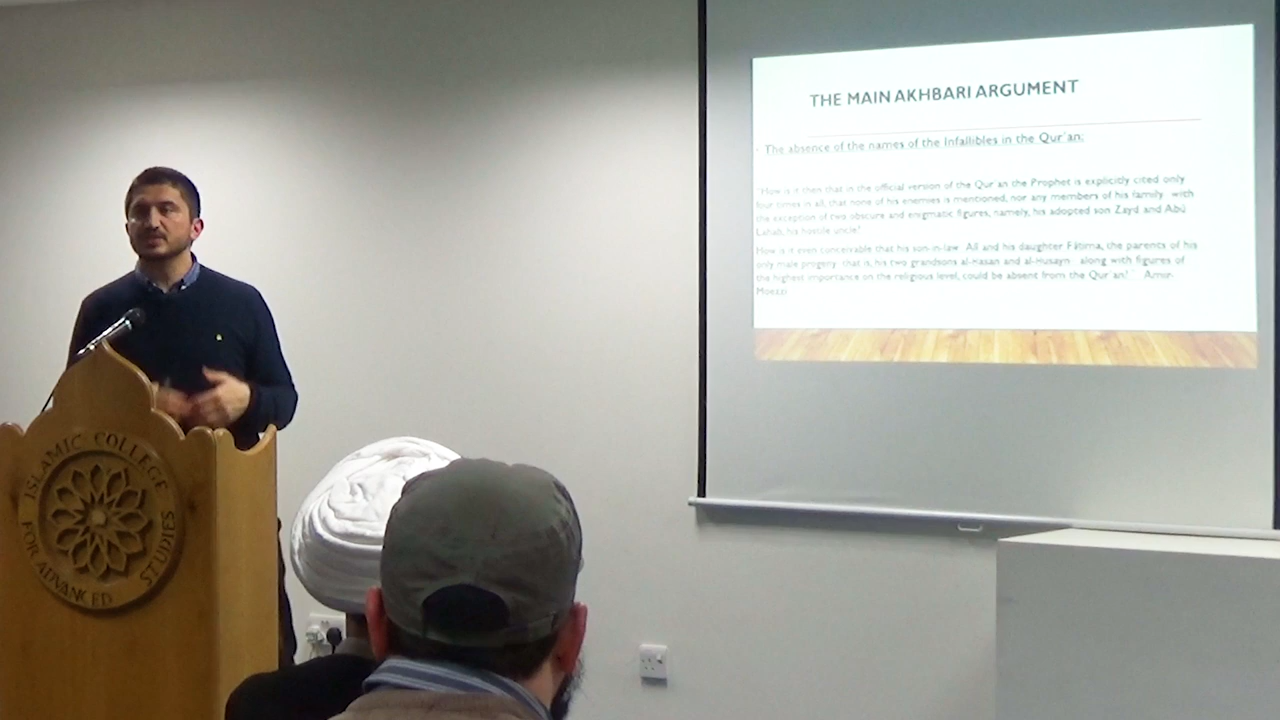 THE MAIN AKHBARI ARGUMENT
The absence of the names of the Infallibles in the Qur'an:
"How is it then that in the official version of the Qur'an the Prophet is explicitly cited only
four times in all, that none of his enemies is mentioned, nor any members of his family with
the exception of two obscure and enigmatic figures, namely, his adopted son Zayd and Abū
Lahab, his hostile uncle?
How is it even conceivable that his son-in-law Ali and his daughter Fātima, the parents of his
only male progeny that is, his two grandsons al-Hasan and al-Husayn along with figures of
the highest importance on the religious level, could be absent from the Qur'an?" Amir-
Moezzi
ISLAMIC COLLEGE
FOR ADVANCED
STUDIES